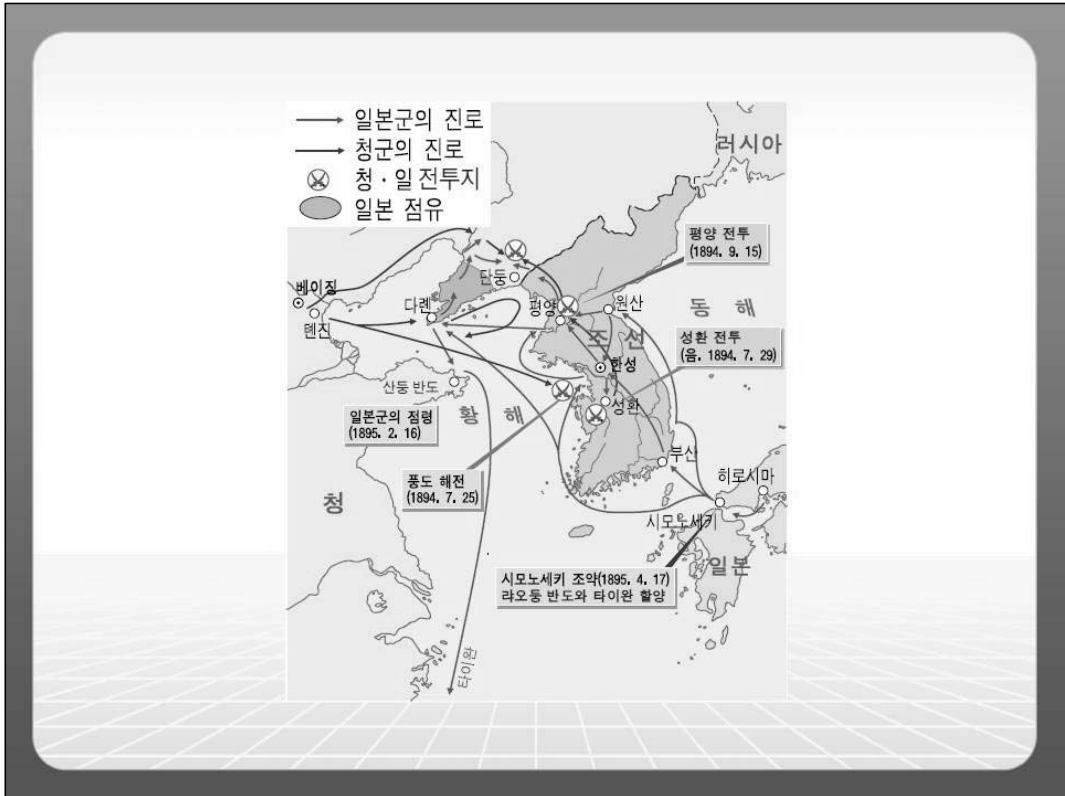 일본군의 진로
청군의 진로
청·일 전투지
일본 점유
러시아
평양 전투
(1894. 9. 15)
단둥
베이징
톈진
다롄
평양
원산
동 해
조 선
성환 전투
(음. 1894. 7. 29)
한성
산둥 반도
성환
황 해
일본군의 점령
(1895. 2. 16)
부산
풍도 해전
(1894. 7. 25)
히로시마
청
시모노세키
일본
시모노세키 조약(1895. 4. 17)
랴오둥 반도와 타이완 할양
타이완